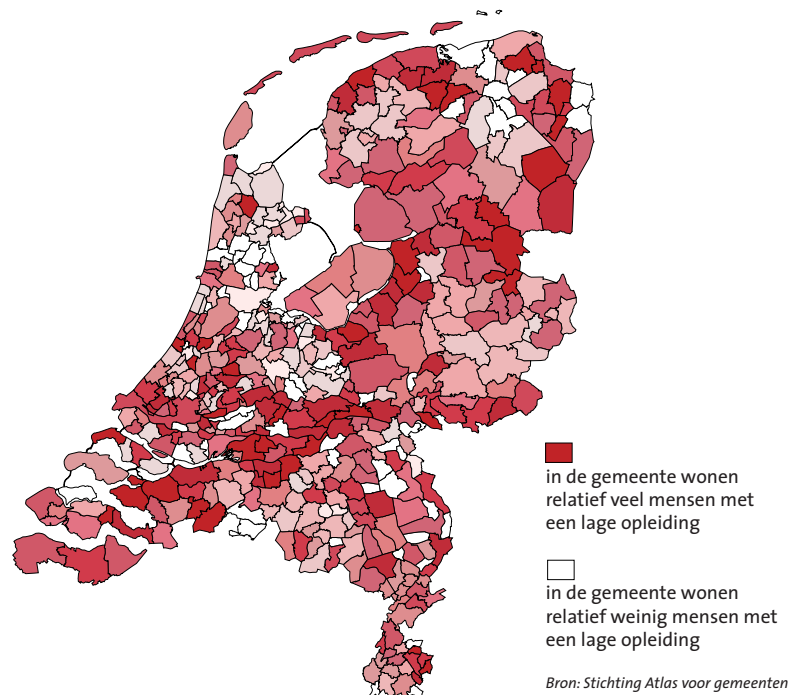 in de gemeente wonen
relatief veel mensen met
een lage opleiding
in de gemeente wonen
relatief weinig mensen met
een lage opleiding
Bron: Stichting Atlas voor gemeenten